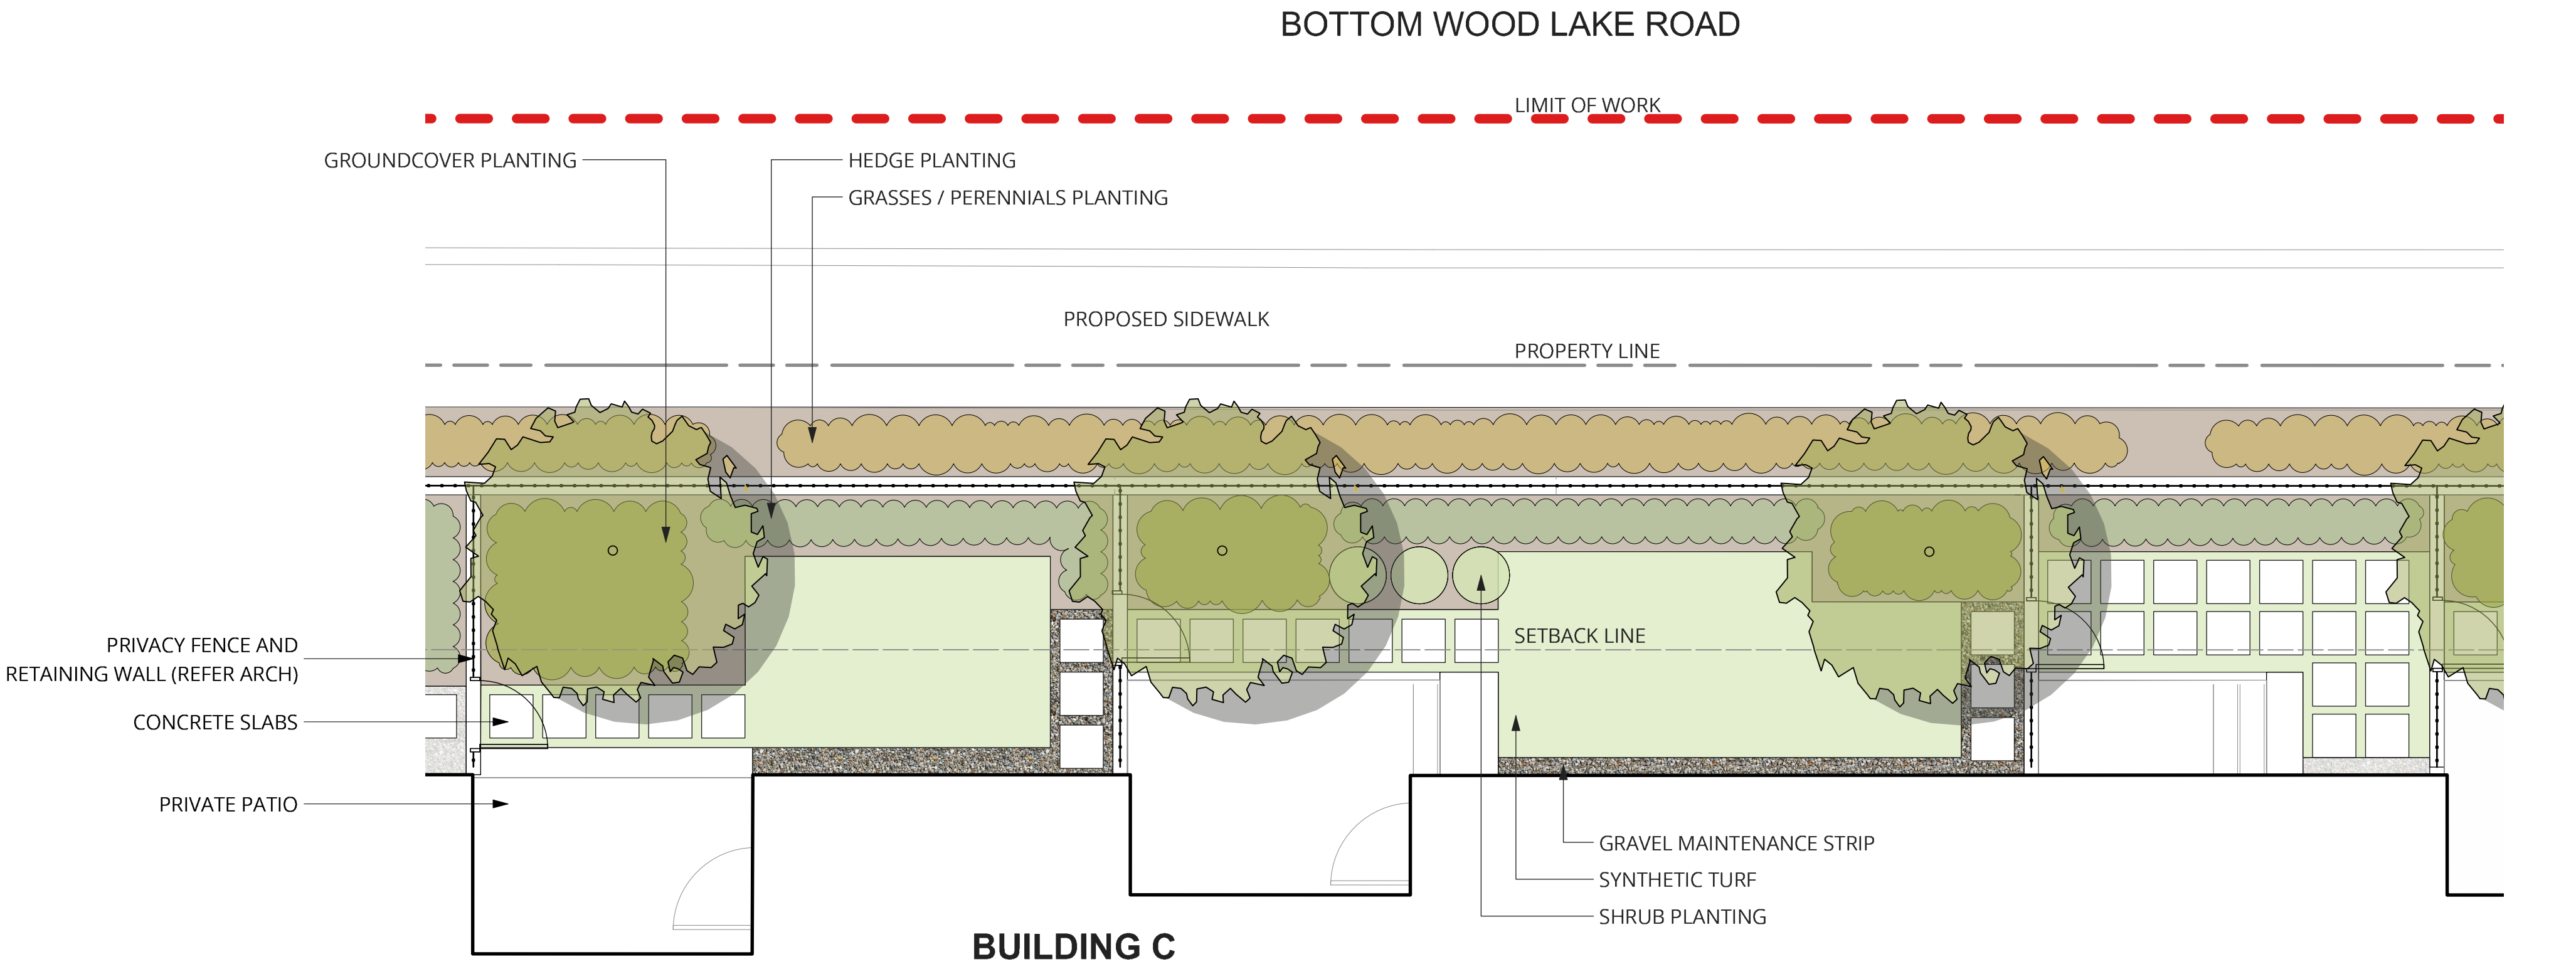 BOTTOM WOOD LAKE ROAD
LIMIT OF WORK
GROUNDCOVER PLANTING
HEDGE PLANTING
GRASSES / PERENNIALS PLANTING
PROPOSED SIDEWALK
PROPERTY LINE
SETBACK LINE
PRIVACY FENCE AND
RETAINING WALL (REFER ARCH)
CONCRETE SLABS
PRIVATE PATIO
GRAVEL MAINTENANCE STRIP
SYNTHETIC TURF
SHRUB PLANTING
BUILDING C